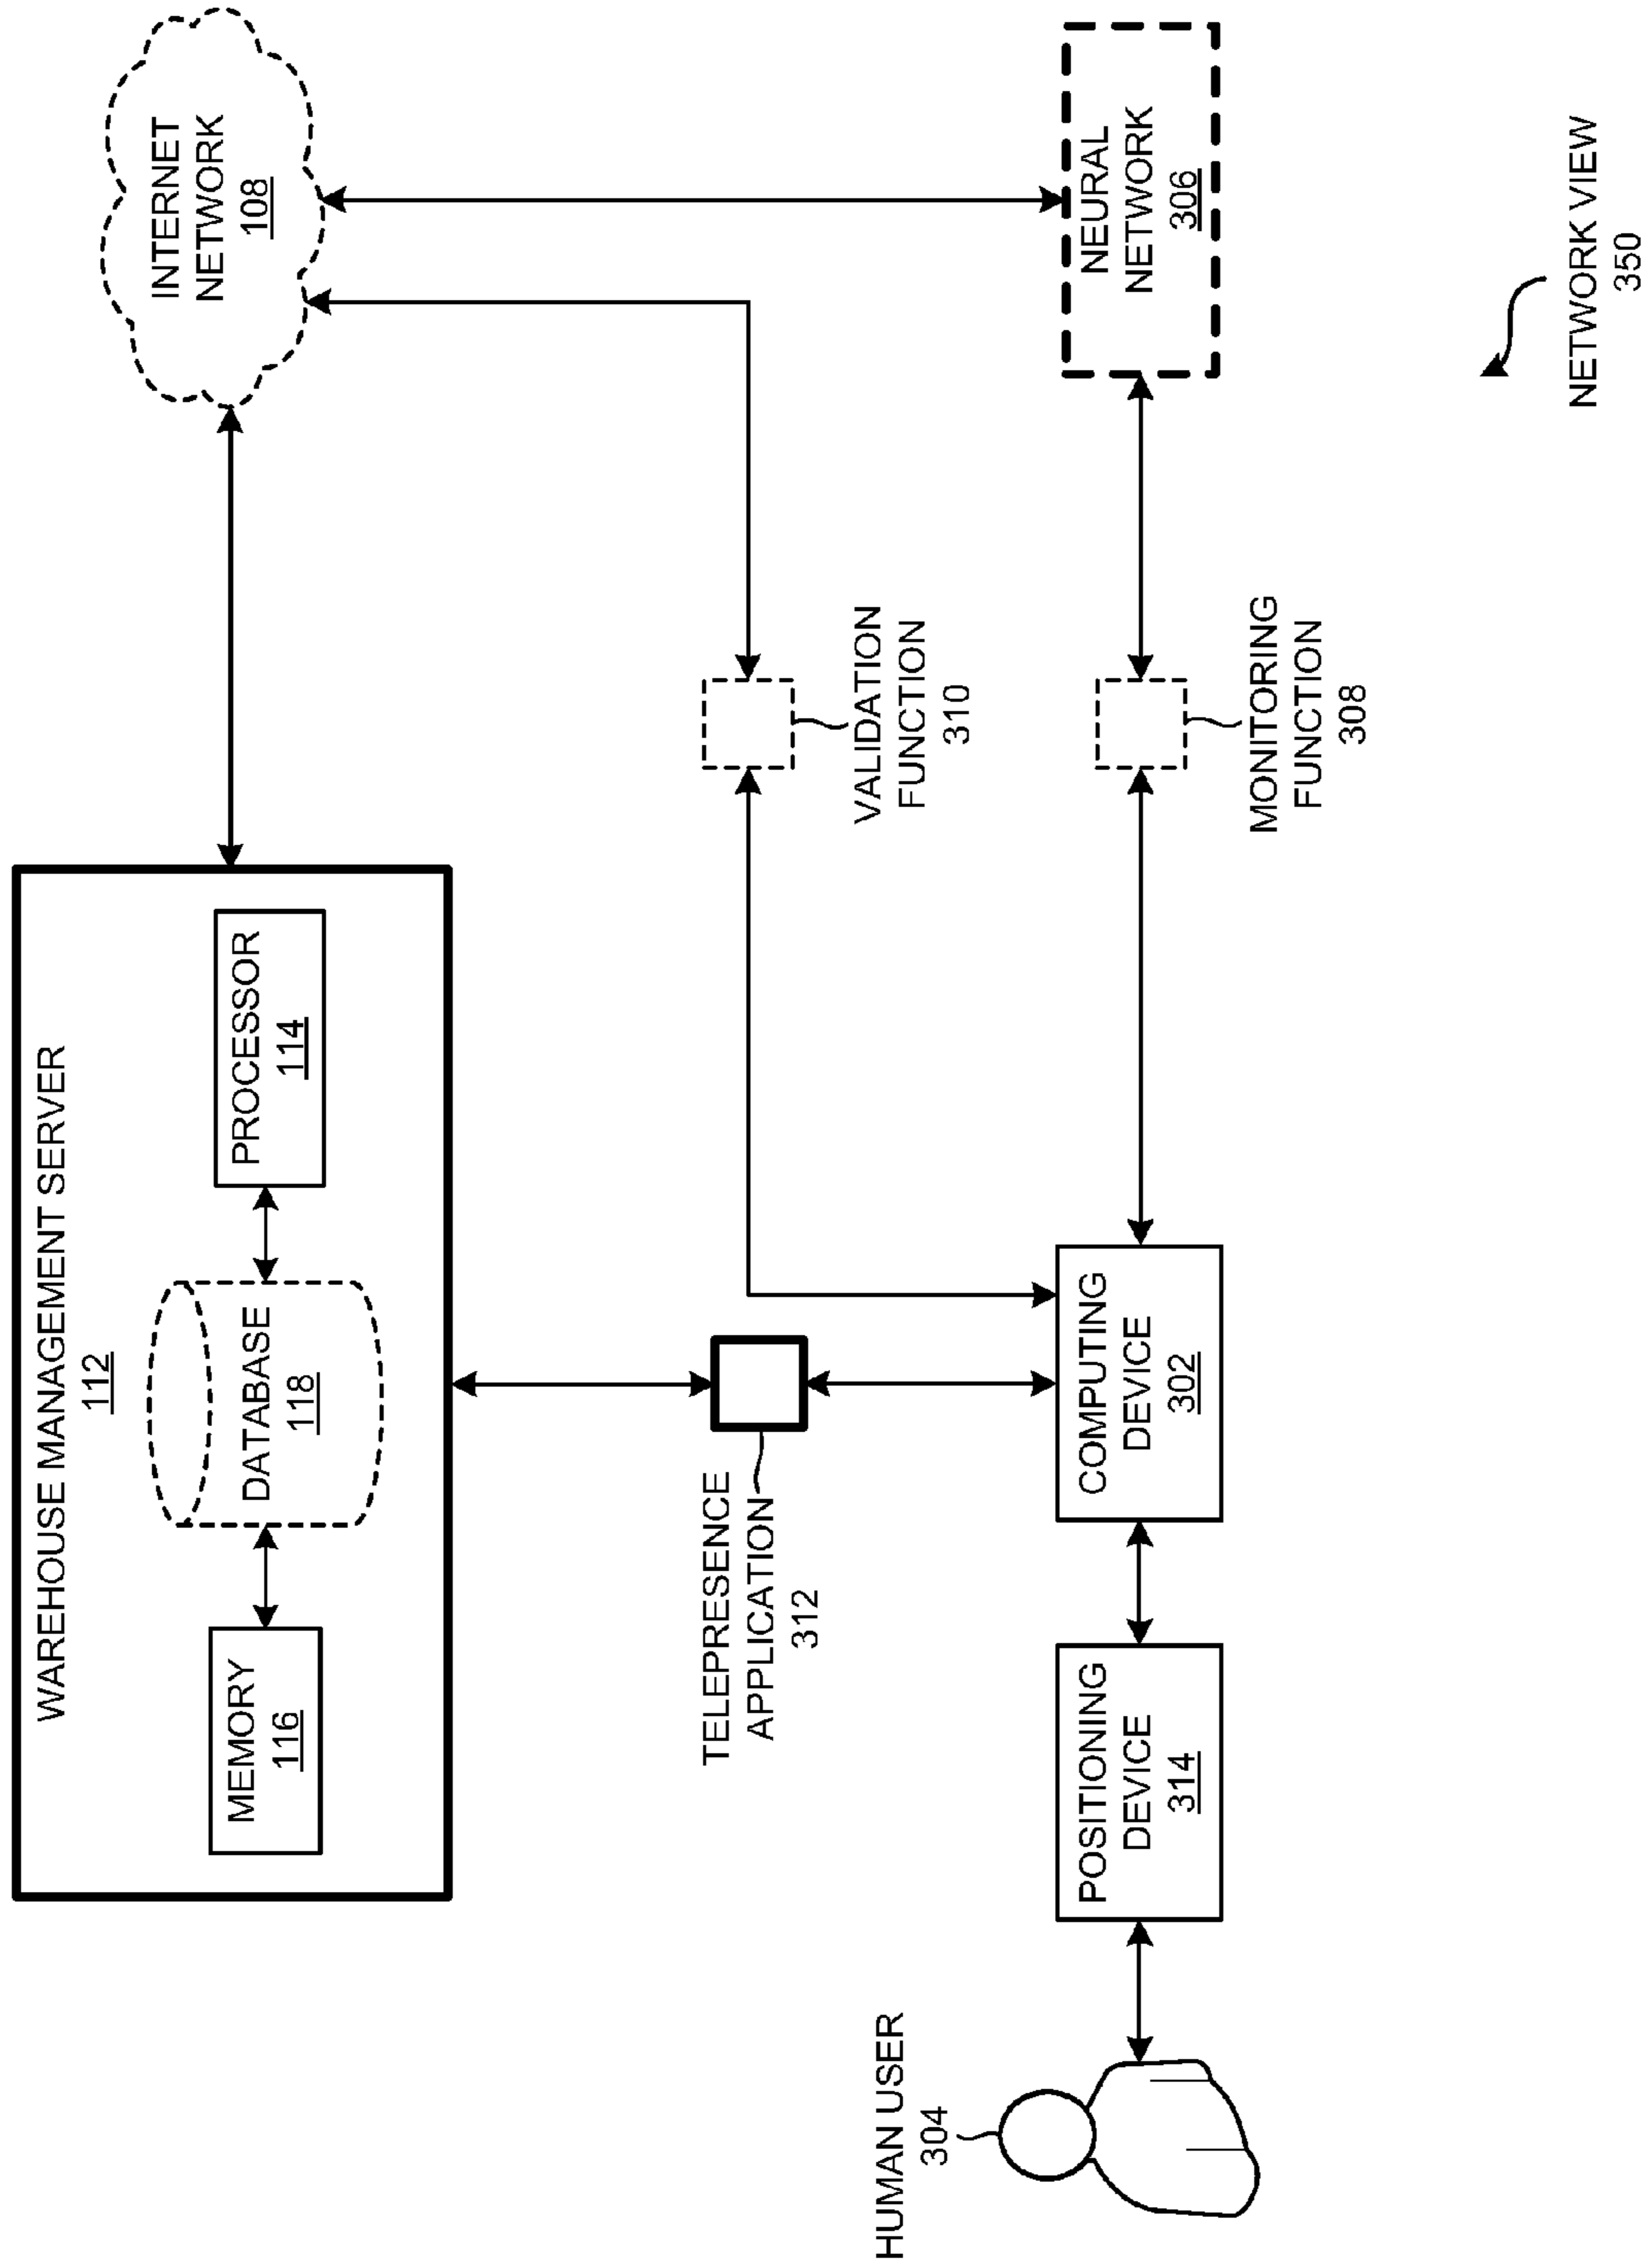 WAREHOUSE MANAGEMENT SERVER
112
MEMORY
116
DATABASE
118
PROCESSOR
114
INTERNET
NETWORK
108
TELEPRESENCE
APPLICATION
312
VALIDATION
FUNCTION
310
HUMAN USER
304
POSITIONING
DEVICE
314
COMPUTING
DEVICE
302
MONITORING
FUNCTION
308
NEURAL
NETWORK
306
NETWORK VIEW
350